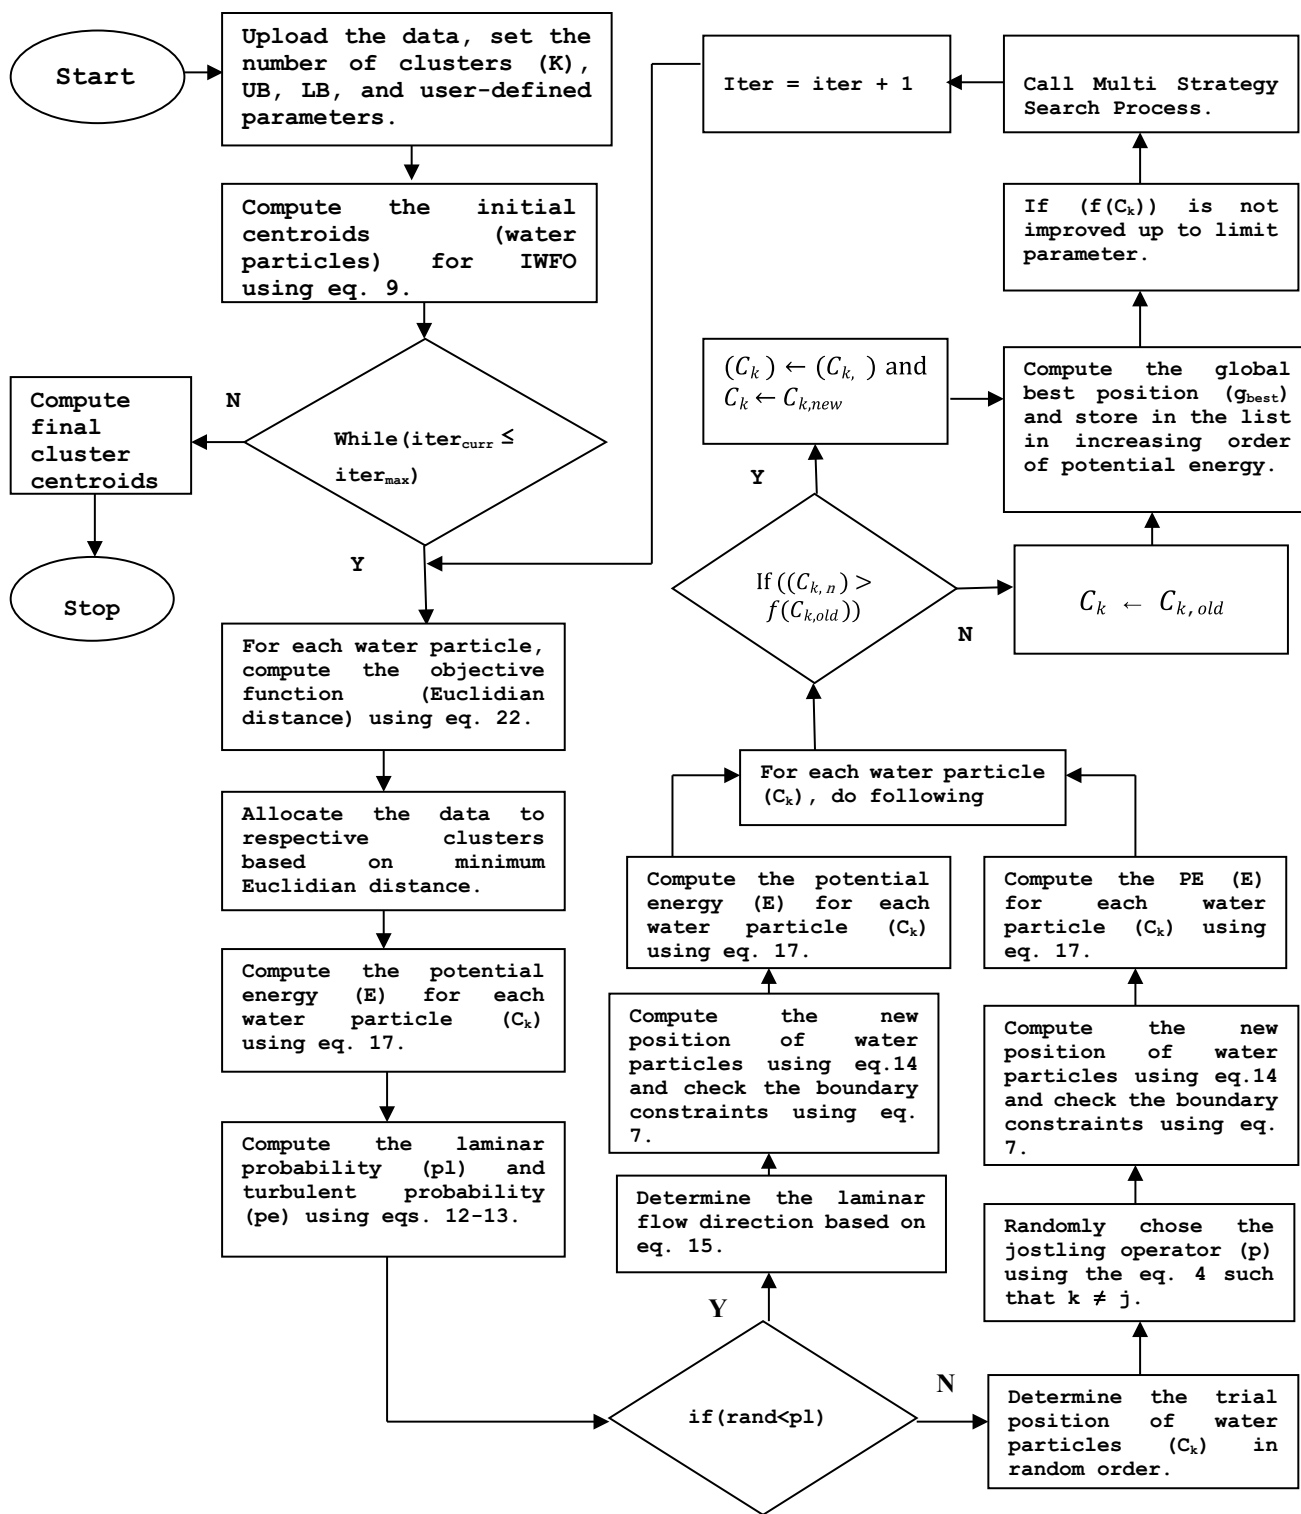 Start
Upload the data, set the
number of clusters (K),
UB, LB, and user-defined
parameters.
Compute the initial
centroids (water
particles) for IWFO
using eq. 9.
While(iter_curr ≤
iter_max)
N
Compute
final
cluster
centroids
Stop
Y
For each water particle,
compute the objective
function (Euclidian
distance) using eq. 22.
Allocate the data to
respective clusters
based on minimum
Euclidian distance.
Compute the potential
energy (E) for each
water particle (C_k)
using eq. 17.
Compute the laminar
probability (pl) and
turbulent probability
(pe) using eqs. 12-13.
if(rand<pl)
Y
Determine the laminar
flow direction based on
eq. 15.
Compute the new
position of water
particles using eq.14
and check the boundary
constraints using eq.
7.
Compute the potential
energy (E) for each
water particle (C_k)
using eq. 17.
N
Determine the trial
position of water
particles (C_k) in
random order.
Randomly chose the
jostling operator (p)
using the eq. 4 such
that k ≠ j.
Compute the new
position of water
particles using eq.14
and check the boundary
constraints using eq.
7.
Compute the PE (E)
for each water
particle (C_k) using
eq. 17.
For each water particle
(C_k), do following
If ((C_{k, n}) >
f(C_{k,old}))
Y
(C_k) ← (C_{k,} ) and
C_k ← C_{k,new}
N
C_k ← C_{k, old}
Compute the global
best position (g_best)
and store in the list
in increasing order
of potential energy.
If (f(C_k)) is not
improved up to limit
parameter.
Call Multi Strategy
Search Process.
Iter = iter + 1